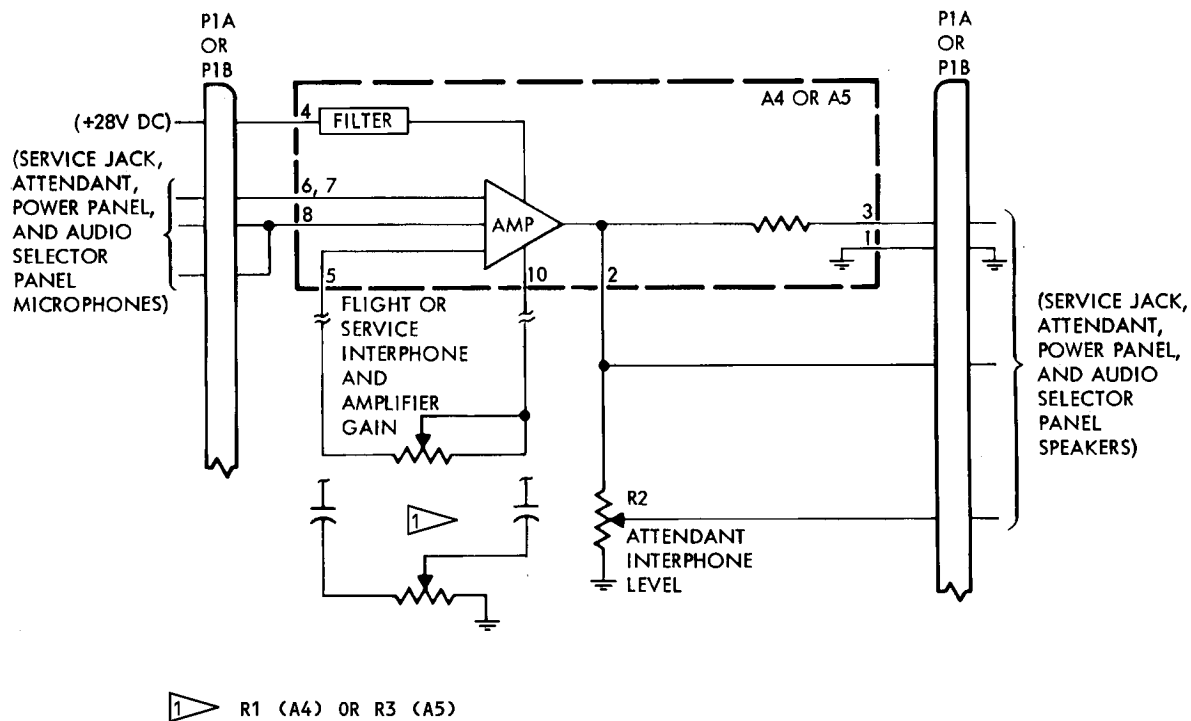 P1A
OR
P1B
P1A
OR
P1B
A4 OR A5
(+28V DC)
4
FILTER
(SERVICE JACK,
ATTENDANT,
POWER PANEL,
AND AUDIO
SELECTOR
PANEL
MICROPHONES)
6, 7
8
AMP
3
1
5
10
2
FLIGHT OR
SERVICE
INTERPHONE
AND
AMPLIFIER
GAIN
(SERVICE JACK,
ATTENDANT,
POWER PANEL,
AND AUDIO
SELECTOR
PANEL
SPEAKERS)
1
R2
ATTENDANT
INTERPHONE
LEVEL
1 R1 (A4) OR R3 (A5)